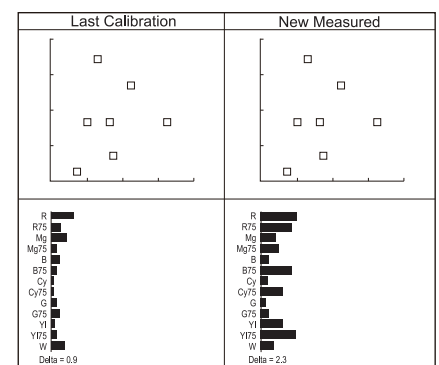 Last Calibration
New Measured
R
R75
Mg
Mg75
B
B75
Cy
Cy75
G
G75
Yl
Yl75
W
Delta = 0.9
R
R75
Mg
Mg75
B
B75
Cy
Cy75
G
G75
Yl
Yl75
W
Delta = 2.3